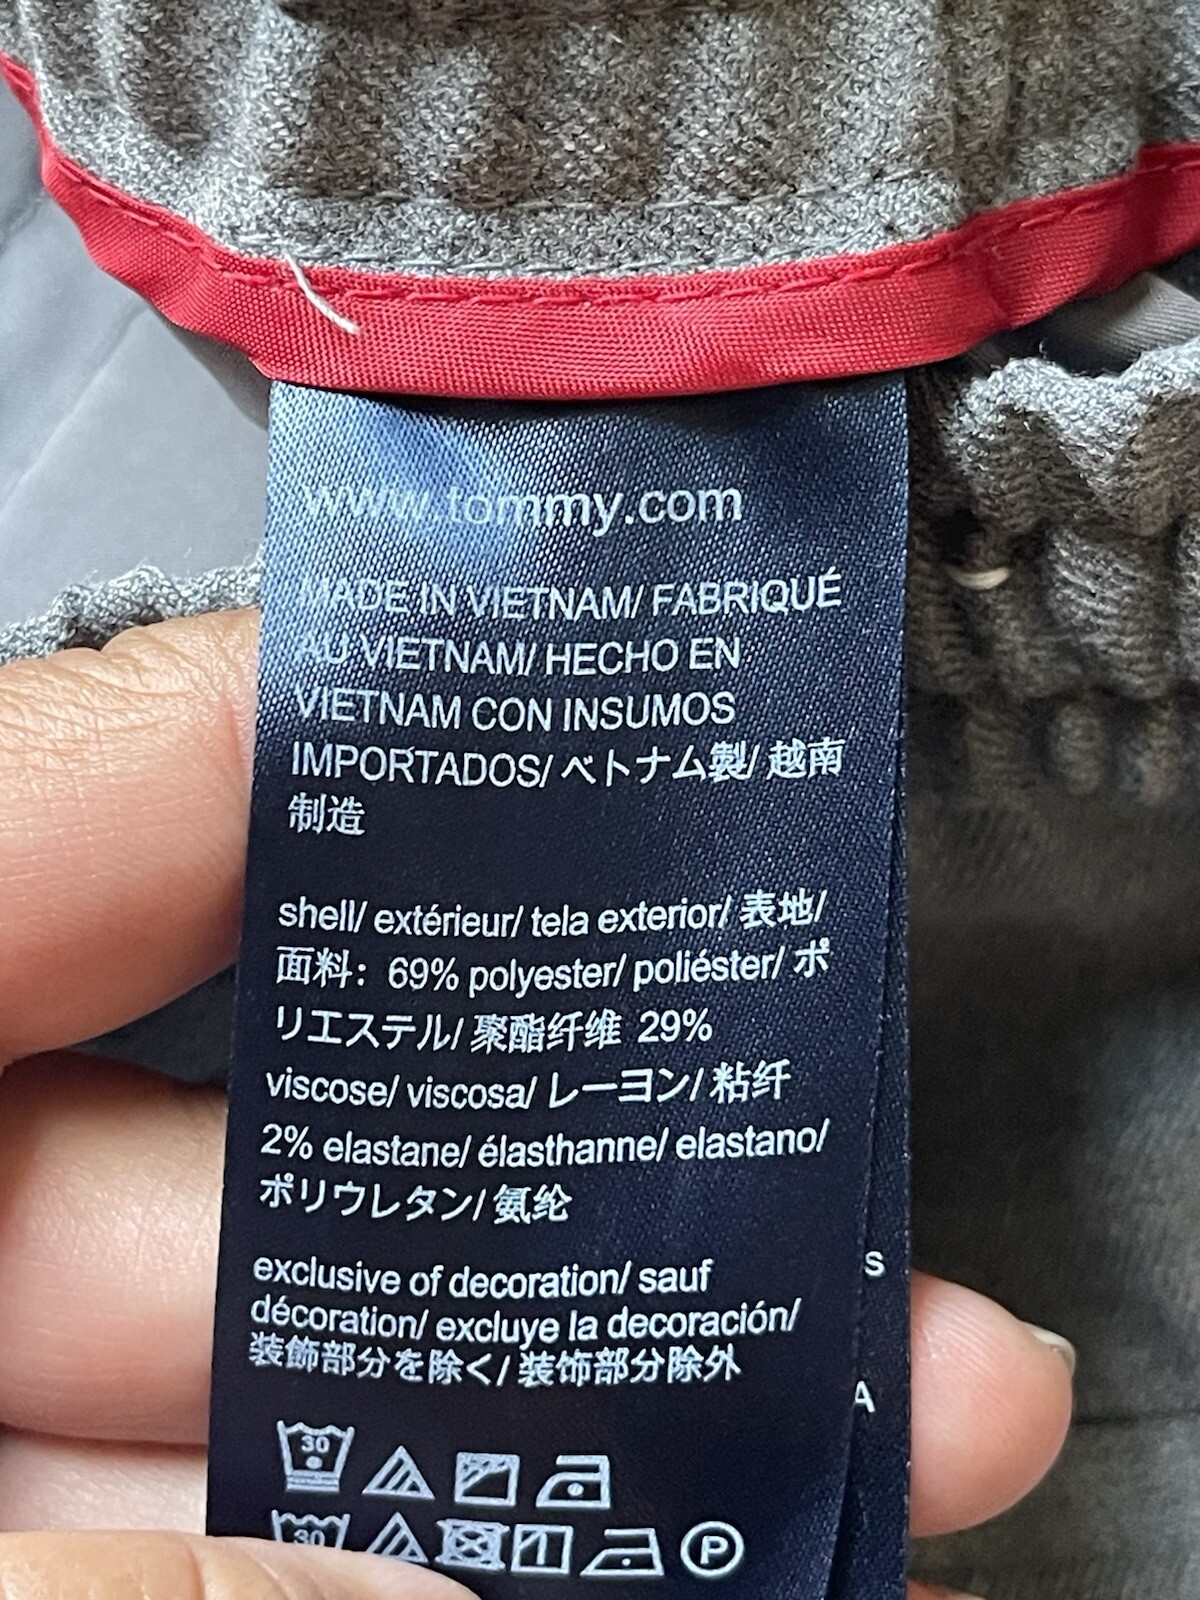 www.tommy.com
MADE IN VIETNAM/ FABRIQUÉ
AU VIETNAM/ HECHO EN
VIETNAM CON INSUMOS
IMPORTADOS/ ベトナム製/ 越南
制造
shell/ extérieur/ tela exterior/ 表地/
面料: 69% polyester/ poliéster/ ポ
リエステル/ 聚酯纤维 29%
viscose/ viscosa/ レーヨン/ 粘纤
2% elastane/ élasthanne/ elastano/
ポリウレタン/ 氨纶
exclusive of decoration/ sauf
décoration/ excluye la decoración/
装飾部分を除く/ 装饰部分除外
30
30 P
s
A